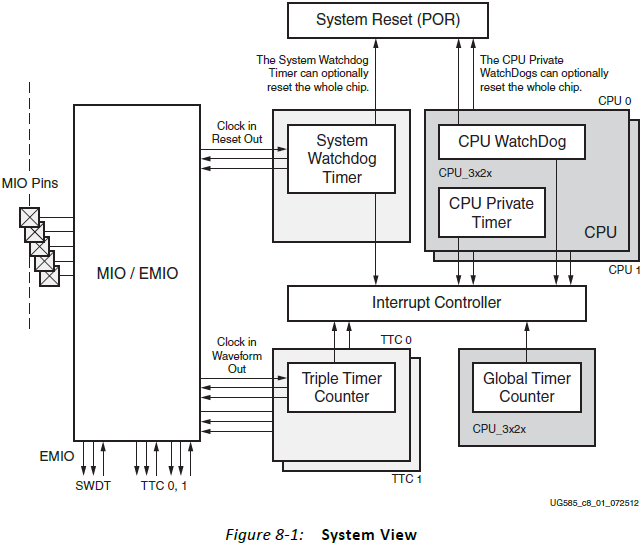 System Reset (POR)
The System Watchdog
Timer can optionally
reset the whole chip.
The CPU Private
WatchDogs can optionally
reset the whole chip.
CPU 0
Clock in
Reset Out
System
Watchdog
Timer
CPU WatchDog
CPU_3x2x
CPU Private
Timer
CPU
CPU 1
MIO Pins
MIO / EMIO
Interrupt Controller
Clock in
Waveform
Out
TTC 0
Triple Timer
Counter
Global Timer
Counter
CPU_3x2x
TTC 1
EMIO
SWDT
TTC 0, 1
UG585_c8_01_072512
Figure 8-1: System View